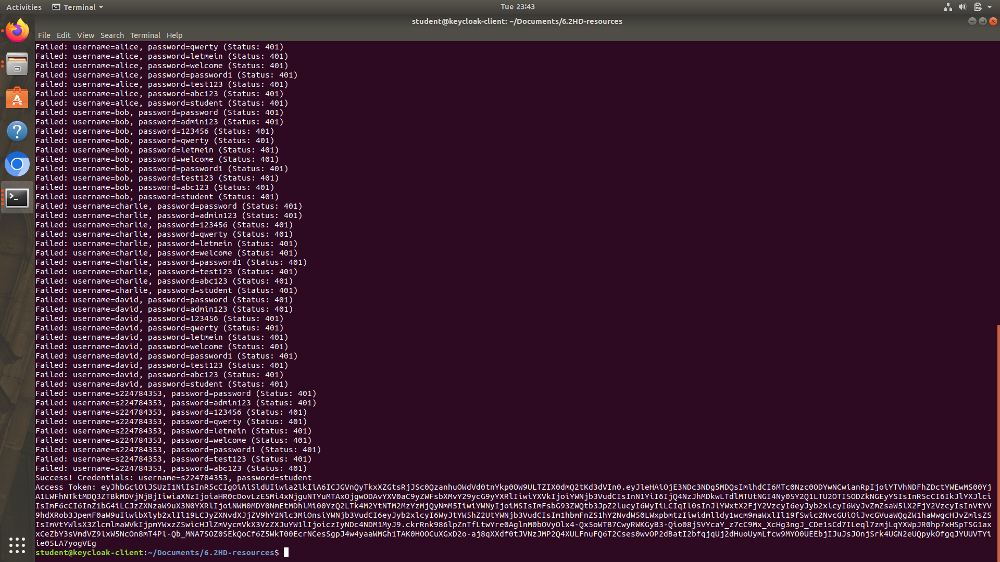 Activities
Terminal
Tue 23:43
student@keycloak-client: ~/Documents/6.2HD-resources
File Edit View Search Terminal Help
Failed: username=alice, password=qwerty (Status: 401)
Failed: username=alice, password=letmein (Status: 401)
Failed: username=alice, password=welcome (Status: 401)
Failed: username=alice, password=password1 (Status: 401)
Failed: username=alice, password=test123 (Status: 401)
Failed: username=alice, password=abc123 (Status: 401)
Failed: username=alice, password=student (Status: 401)
Failed: username=bob, password=password (Status: 401)
Failed: username=bob, password=admin123 (Status: 401)
Failed: username=bob, password=123456 (Status: 401)
Failed: username=bob, password=qwerty (Status: 401)
Failed: username=bob, password=letmein (Status: 401)
Failed: username=bob, password=welcome (Status: 401)
Failed: username=bob, password=password1 (Status: 401)
Failed: username=bob, password=test123 (Status: 401)
Failed: username=bob, password=abc123 (Status: 401)
Failed: username=bob, password=student (Status: 401)
Failed: username=charlie, password=password (Status: 401)
Failed: username=charlie, password=admin123 (Status: 401)
Failed: username=charlie, password=123456 (Status: 401)
Failed: username=charlie, password=qwerty (Status: 401)
Failed: username=charlie, password=letmein (Status: 401)
Failed: username=charlie, password=welcome (Status: 401)
Failed: username=charlie, password=password1 (Status: 401)
Failed: username=charlie, password=test123 (Status: 401)
Failed: username=charlie, password=abc123 (Status: 401)
Failed: username=charlie, password=student (Status: 401)
Failed: username=david, password=password (Status: 401)
Failed: username=david, password=admin123 (Status: 401)
Failed: username=david, password=123456 (Status: 401)
Failed: username=david, password=qwerty (Status: 401)
Failed: username=david, password=letmein (Status: 401)
Failed: username=david, password=welcome (Status: 401)
Failed: username=david, password=password1 (Status: 401)
Failed: username=david, password=test123 (Status: 401)
Failed: username=david, password=abc123 (Status: 401)
Failed: username=david, password=student (Status: 401)
Failed: username=s224784353, password=password (Status: 401)
Failed: username=s224784353, password=admin123 (Status: 401)
Failed: username=s224784353, password=123456 (Status: 401)
Failed: username=s224784353, password=qwerty (Status: 401)
Failed: username=s224784353, password=letmein (Status: 401)
Failed: username=s224784353, password=welcome (Status: 401)
Failed: username=s224784353, password=password1 (Status: 401)
Failed: username=s224784353, password=test123 (Status: 401)
Failed: username=s224784353, password=abc123 (Status: 401)
Success! Credentials: username=s224784353, password=student
Access Token:
student@keycloak-client:~/Documents/6.2HD-resources$